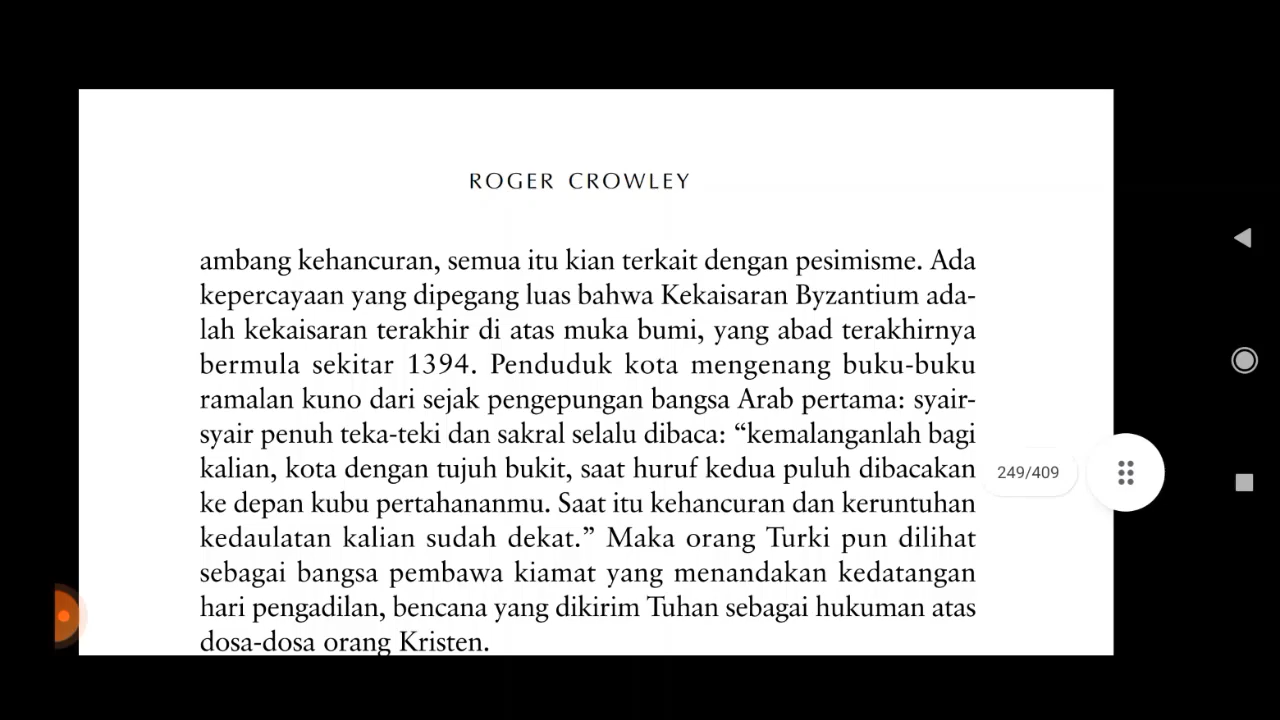 ROGER CROWLEY
ambang kehancuran, semua itu kian terkait dengan pesimisme. Ada
kepercayaan yang dipegang luas bahwa Kekaisaran Byzantium ada-
lah kekaisaran terakhir di atas muka bumi, yang abad terakhirnya
bermula sekitar 1394. Penduduk kota mengenang buku-buku
ramalan kuno dari sejak pengepungan bangsa Arab pertama: syair-
syair penuh teka-teki dan sakral selalu dibaca: “kemalanganlah bagi
kalian, kota dengan tujuh bukit, saat huruf kedua puluh dibacakan
ke depan kubu pertahananmu. Saat itu kehancuran dan keruntuhan
kedaulatan kalian sudah dekat.” Maka orang Turki pun dilihat
sebagai bangsa pembawa kiamat yang menandakan kedatangan
hari pengadilan, bencana yang dikirim Tuhan sebagai hukuman atas
dosa-dosa orang Kristen.
249/409